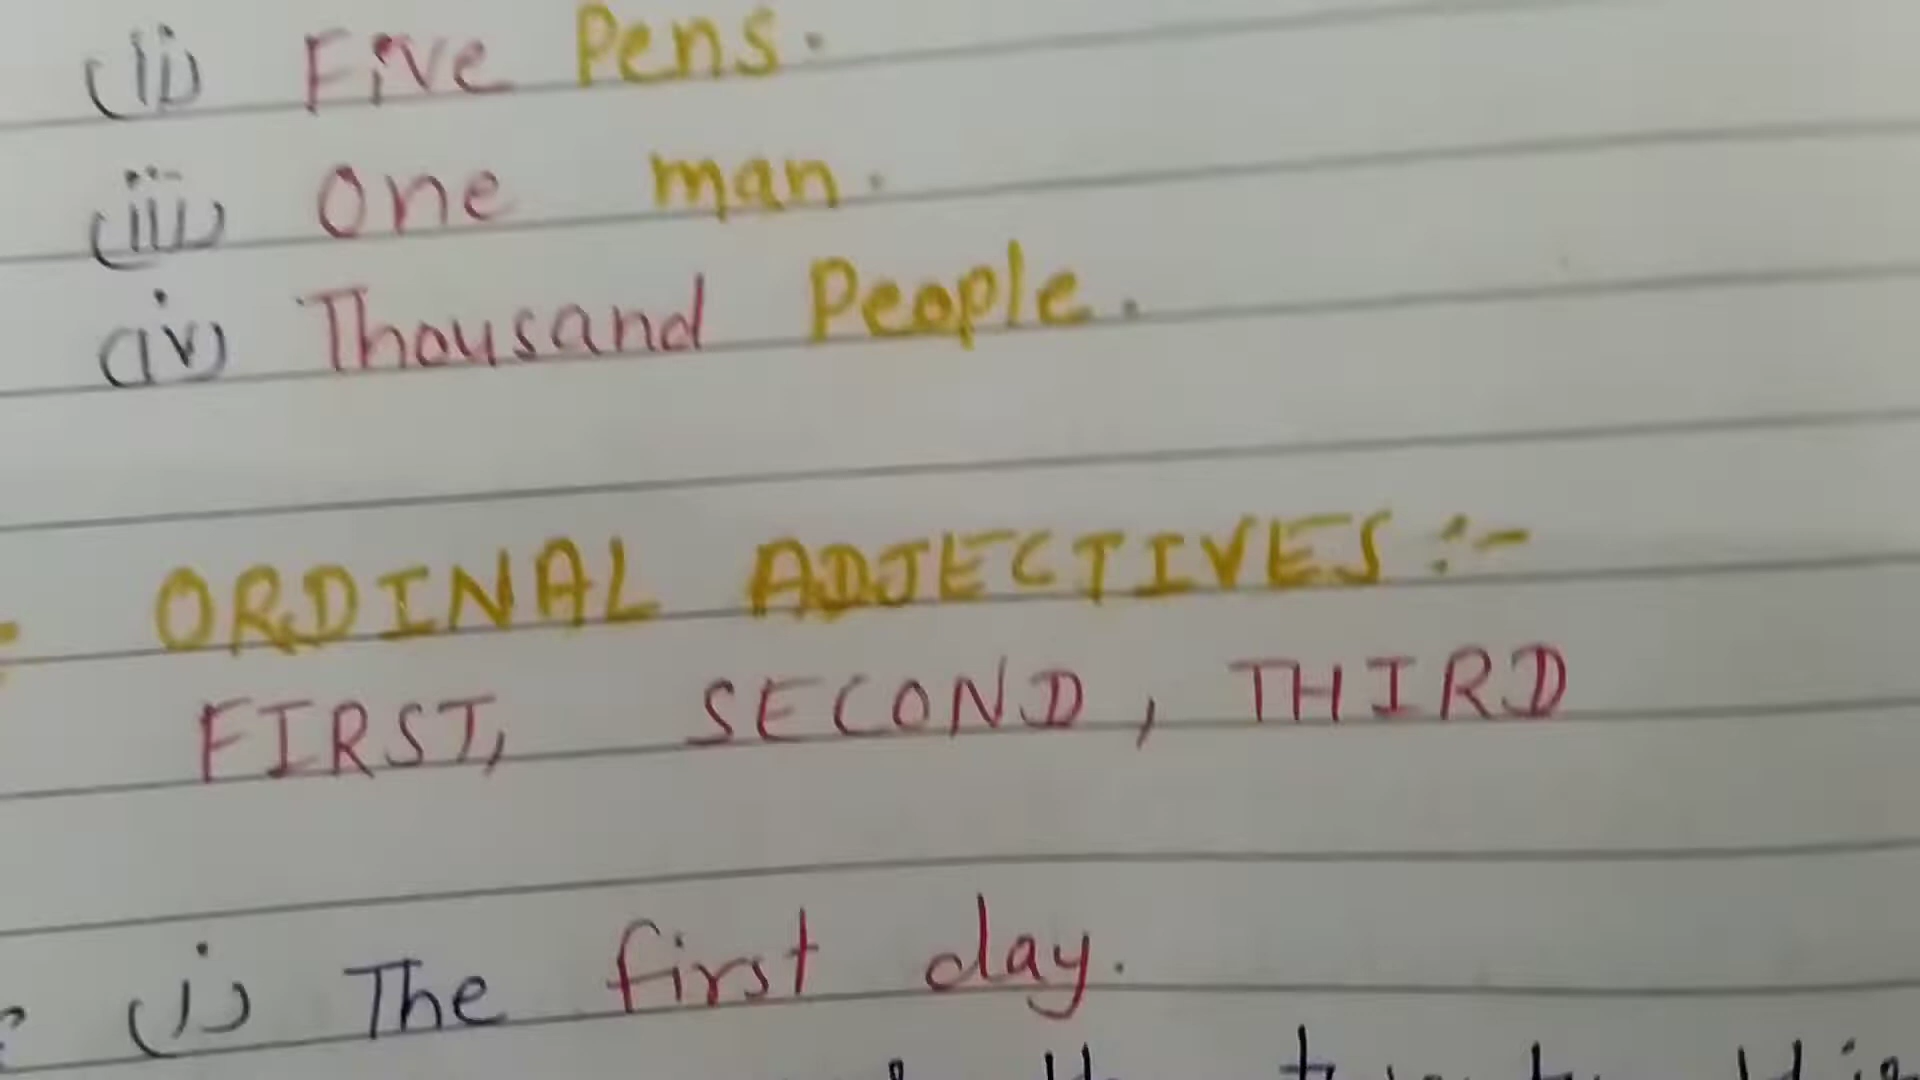 (ii) Five Pens.
(iii) One man.
(iv) Thousand People.
ORDINAL ADJECTIVES :-
FIRST, SECOND, THIRD
(i) The first day.